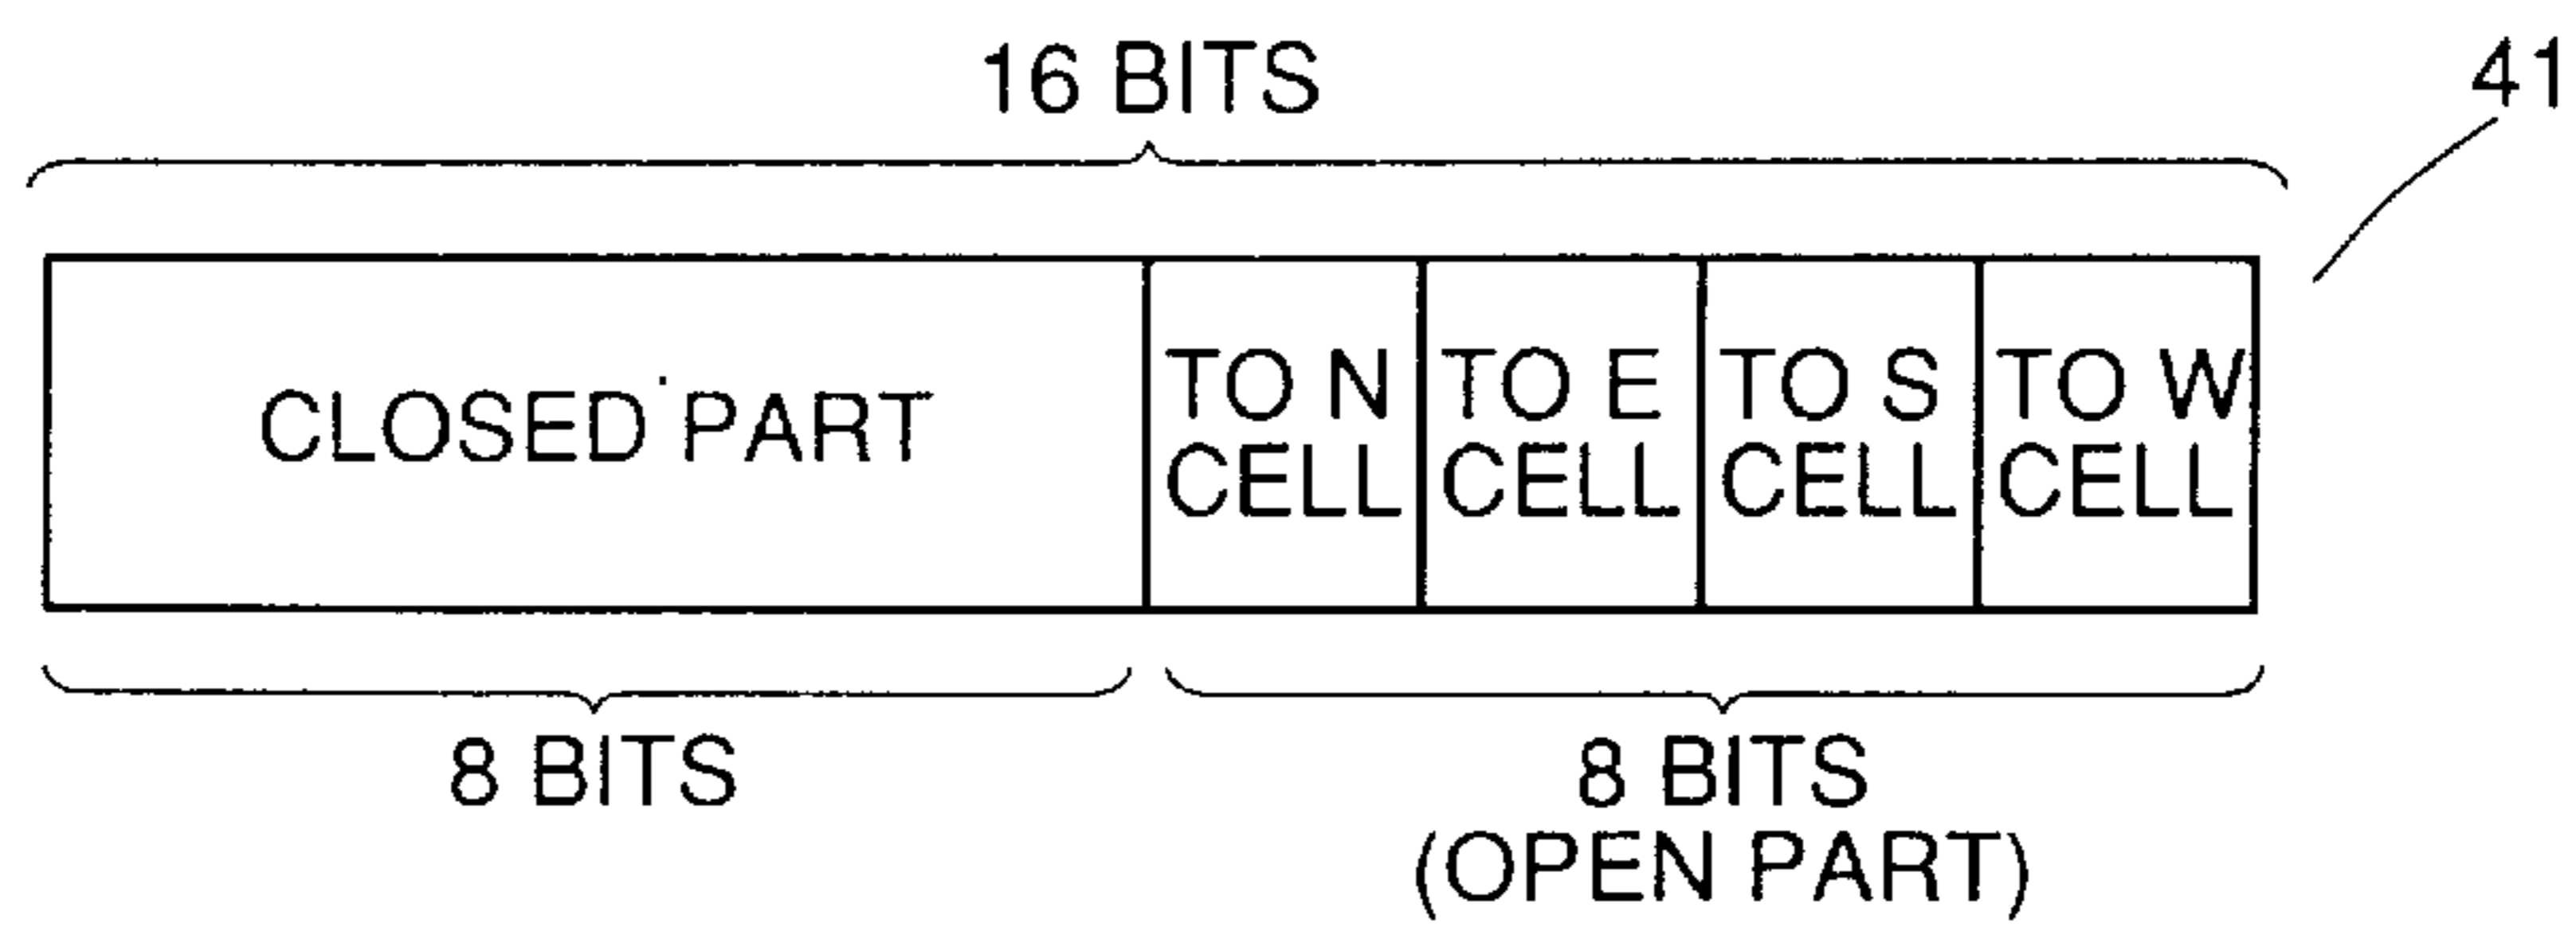 16 BITS
41
CLOSED PART
TO N
CELL
TO E
CELL
TO S
CELL
TO W
CELL
8 BITS
8 BITS
(OPEN PART)